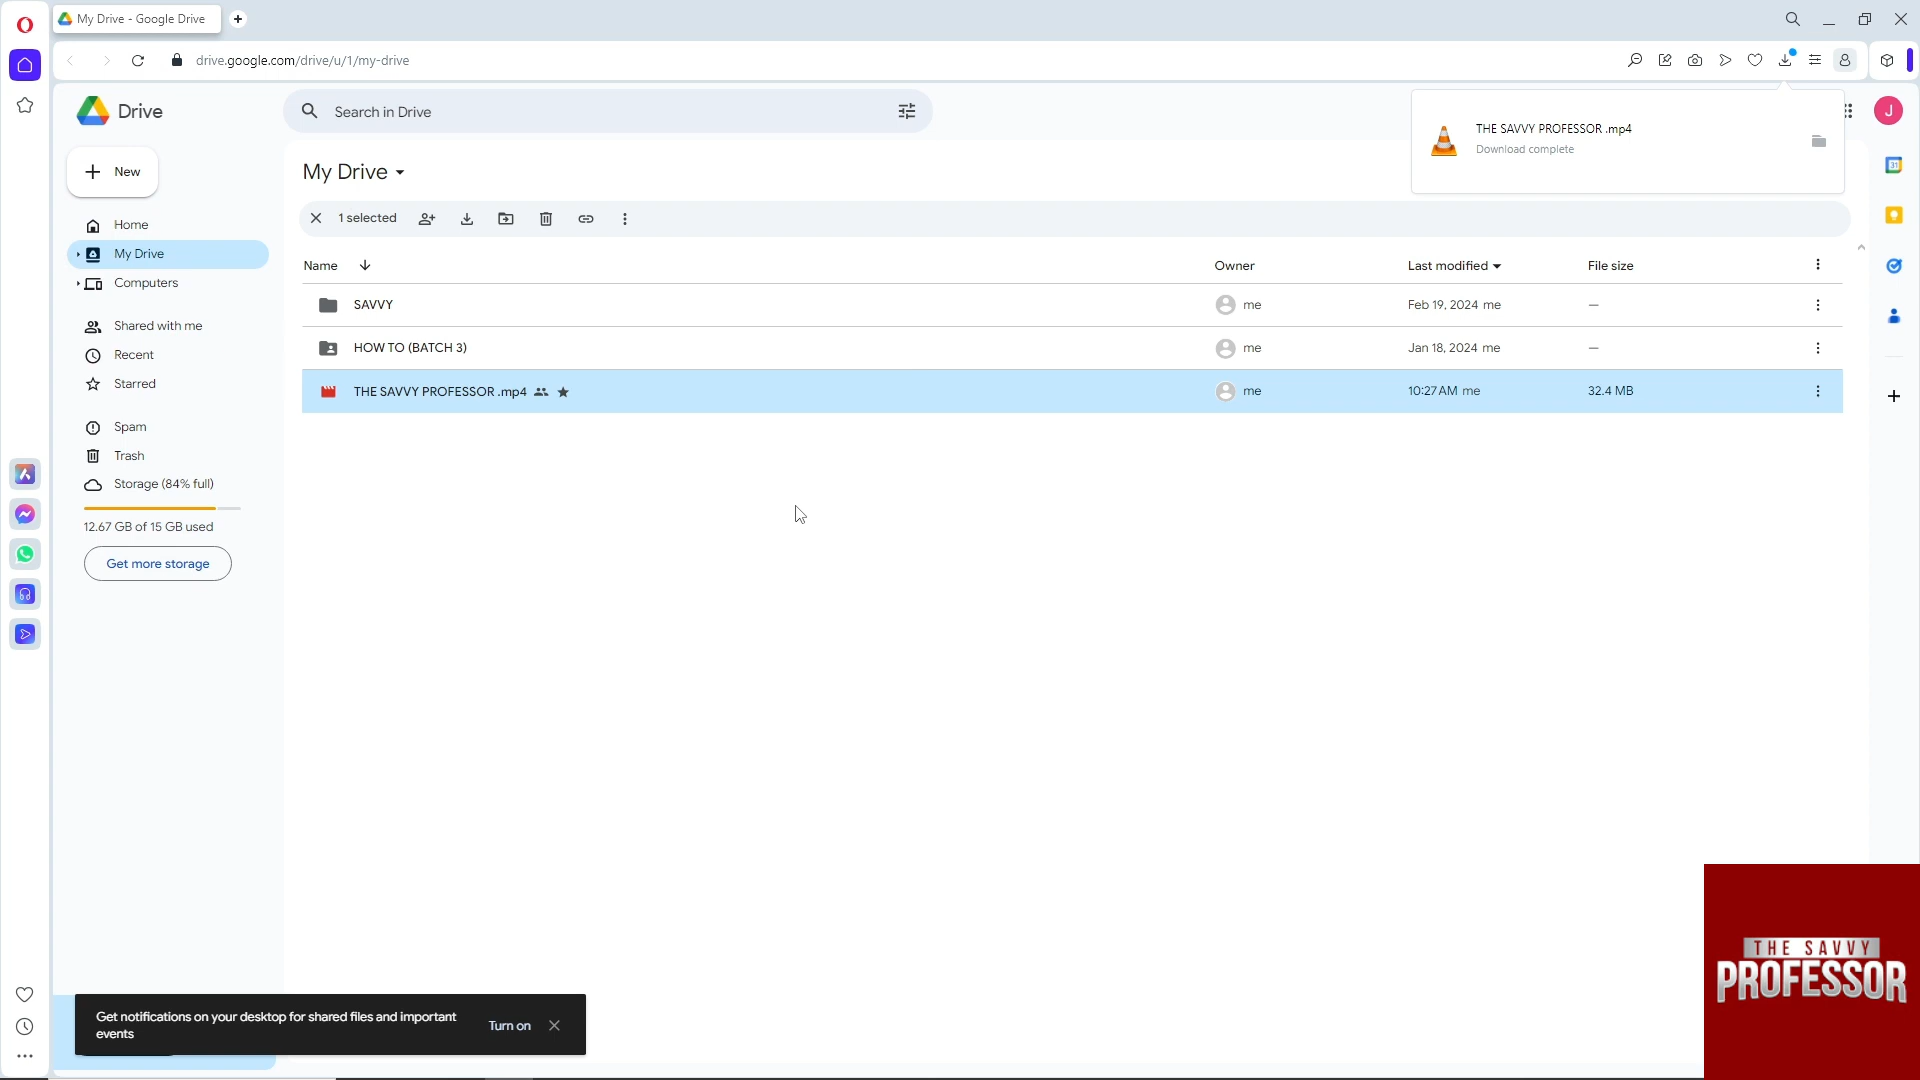 My Drive - Google Drive
drive.google.com/drive/u/1/my-drive
Drive
Search in Drive
THE SAVVY PROFESSOR .mp4
Download complete
J
New
My Drive
1 selected
Home
My Drive
Computers
Shared with me
Recent
Starred
Spam
Trash
Storage (84% full)
12.67 GB of 15 GB used
Get more storage
Name Owner Last modified File size
SAVVY me Feb 19, 2024 me —
HOW TO (BATCH 3) me Jan 18, 2024 me —
THE SAVVY PROFESSOR .mp4 me 10:27 AM me 32.4 MB
31
Get notifications on your desktop for shared files and important
events
Turn on
THE SAVVY
PROFESSOR